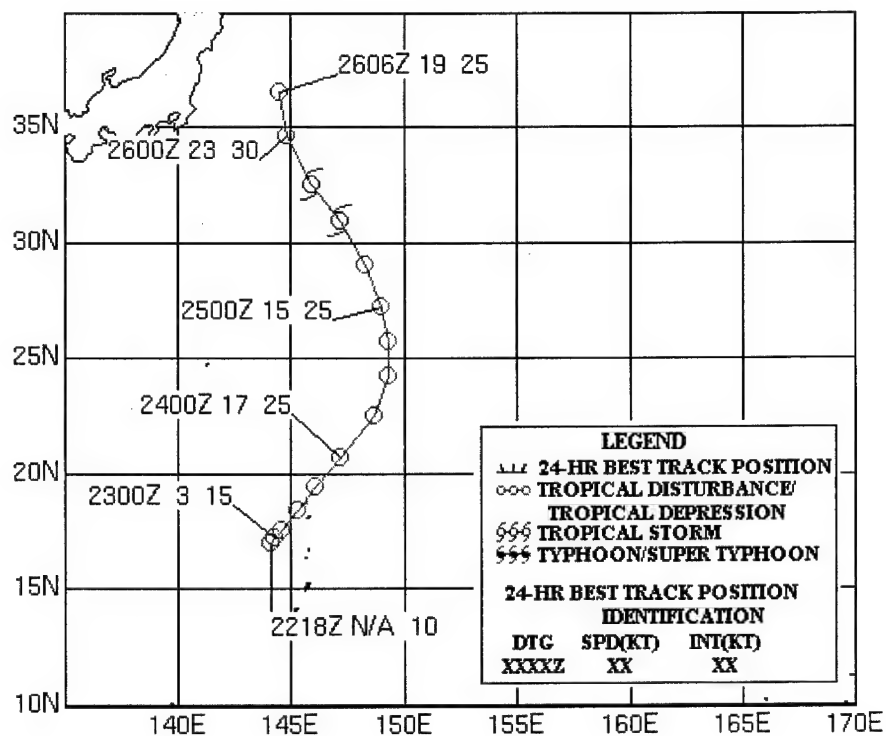 2606Z 19 25
35N
2600Z 23 30
30N
2500Z 15 25
25N
2400Z 17 25
20N
2300Z 3 15
15N
2218Z N/A 10
10N
140E 145E 150E 155E 160E 165E 170E
LEGEND
24-HR BEST TRACK POSITION
TROPICAL DISTURBANCE/
TROPICAL DEPRESSION
TROPICAL STORM
TYPHOON/SUPER TYPHOON
24-HR BEST TRACK POSITION
IDENTIFICATION
DTG SPD(KT) INT(KT)
XXXXZ XX XX